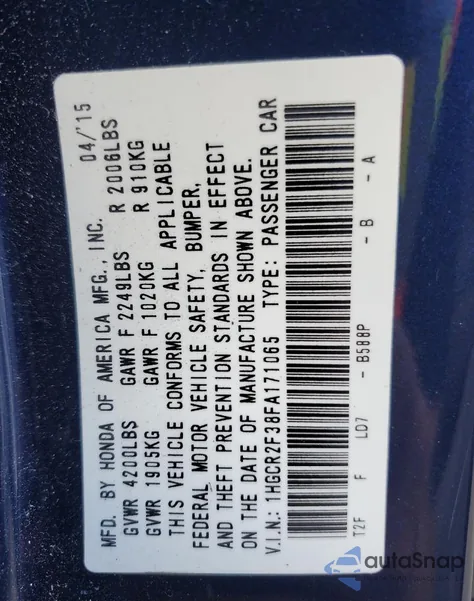 MFD. BY HONDA OF AMERICA MFG., INC. 04/'15
GVWR 4200LBS GAWR F 2249LBS R 2006LBS
GVWR 1905KG GAWR F 1020KG R 910KG
THIS VEHICLE CONFORMS TO ALL APPLICABLE
FEDERAL MOTOR VEHICLE SAFETY, BUMPER,
AND THEFT PREVENTION STANDARDS IN EFFECT
ON THE DATE OF MANUFACTURE SHOWN ABOVE.
V.I.N.: 1HGCR2F38FA171065 TYPE: PASSENGER CAR
T2F F LD7 - B588P - B - A
autoSnap